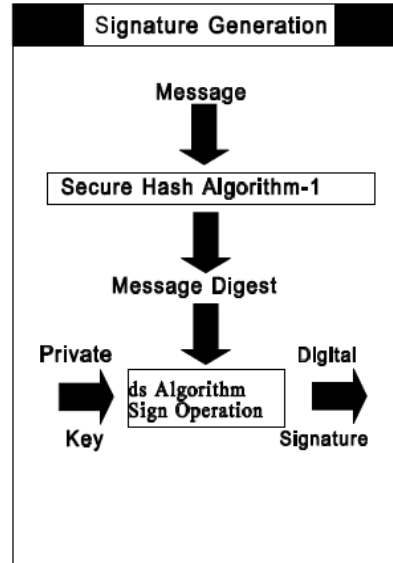 Signature Generation
Message
Secure Hash Algorithm-1
Message Digest
Private
Key
ds Algorithm
Sign Operation
Digital
Signature